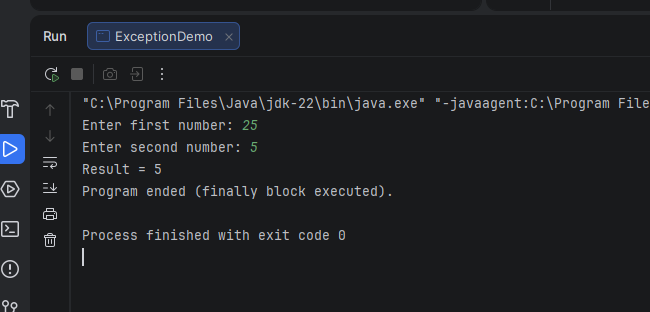 Run ExceptionDemo
"C:\Program Files\Java\jdk-22\bin\java.exe" "-javaagent:C:\Program File
Enter first number: 25
Enter second number: 5
Result = 5
Program ended (finally block executed).
Process finished with exit code 0